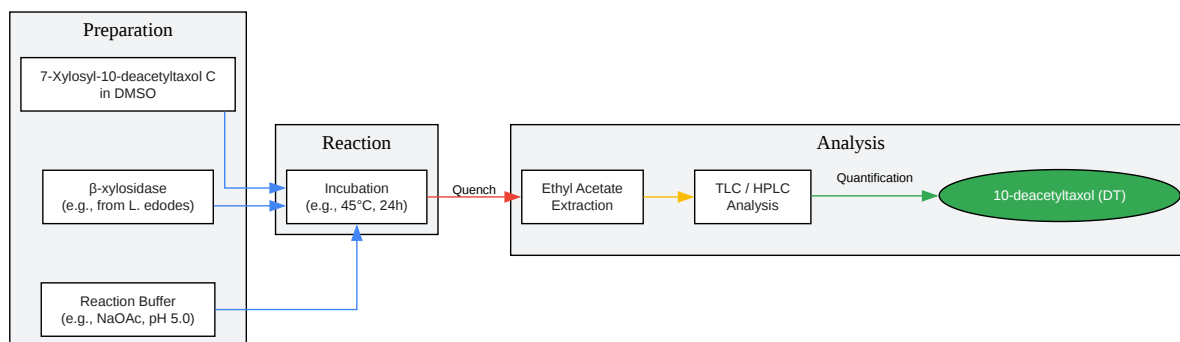 Preparation
7-Xylosyl-10-deacetyltaxol C
in DMSO
β-xylosidase
(e.g., from L. edodes)
Reaction Buffer
(e.g., NaOAc, pH 5.0)
Reaction
Incubation
(e.g., 45°C, 24h)
Quench
Analysis
Ethyl Acetate
Extraction
TLC / HPLC
Analysis
Quantification
10-deacetyltaxol (DT)